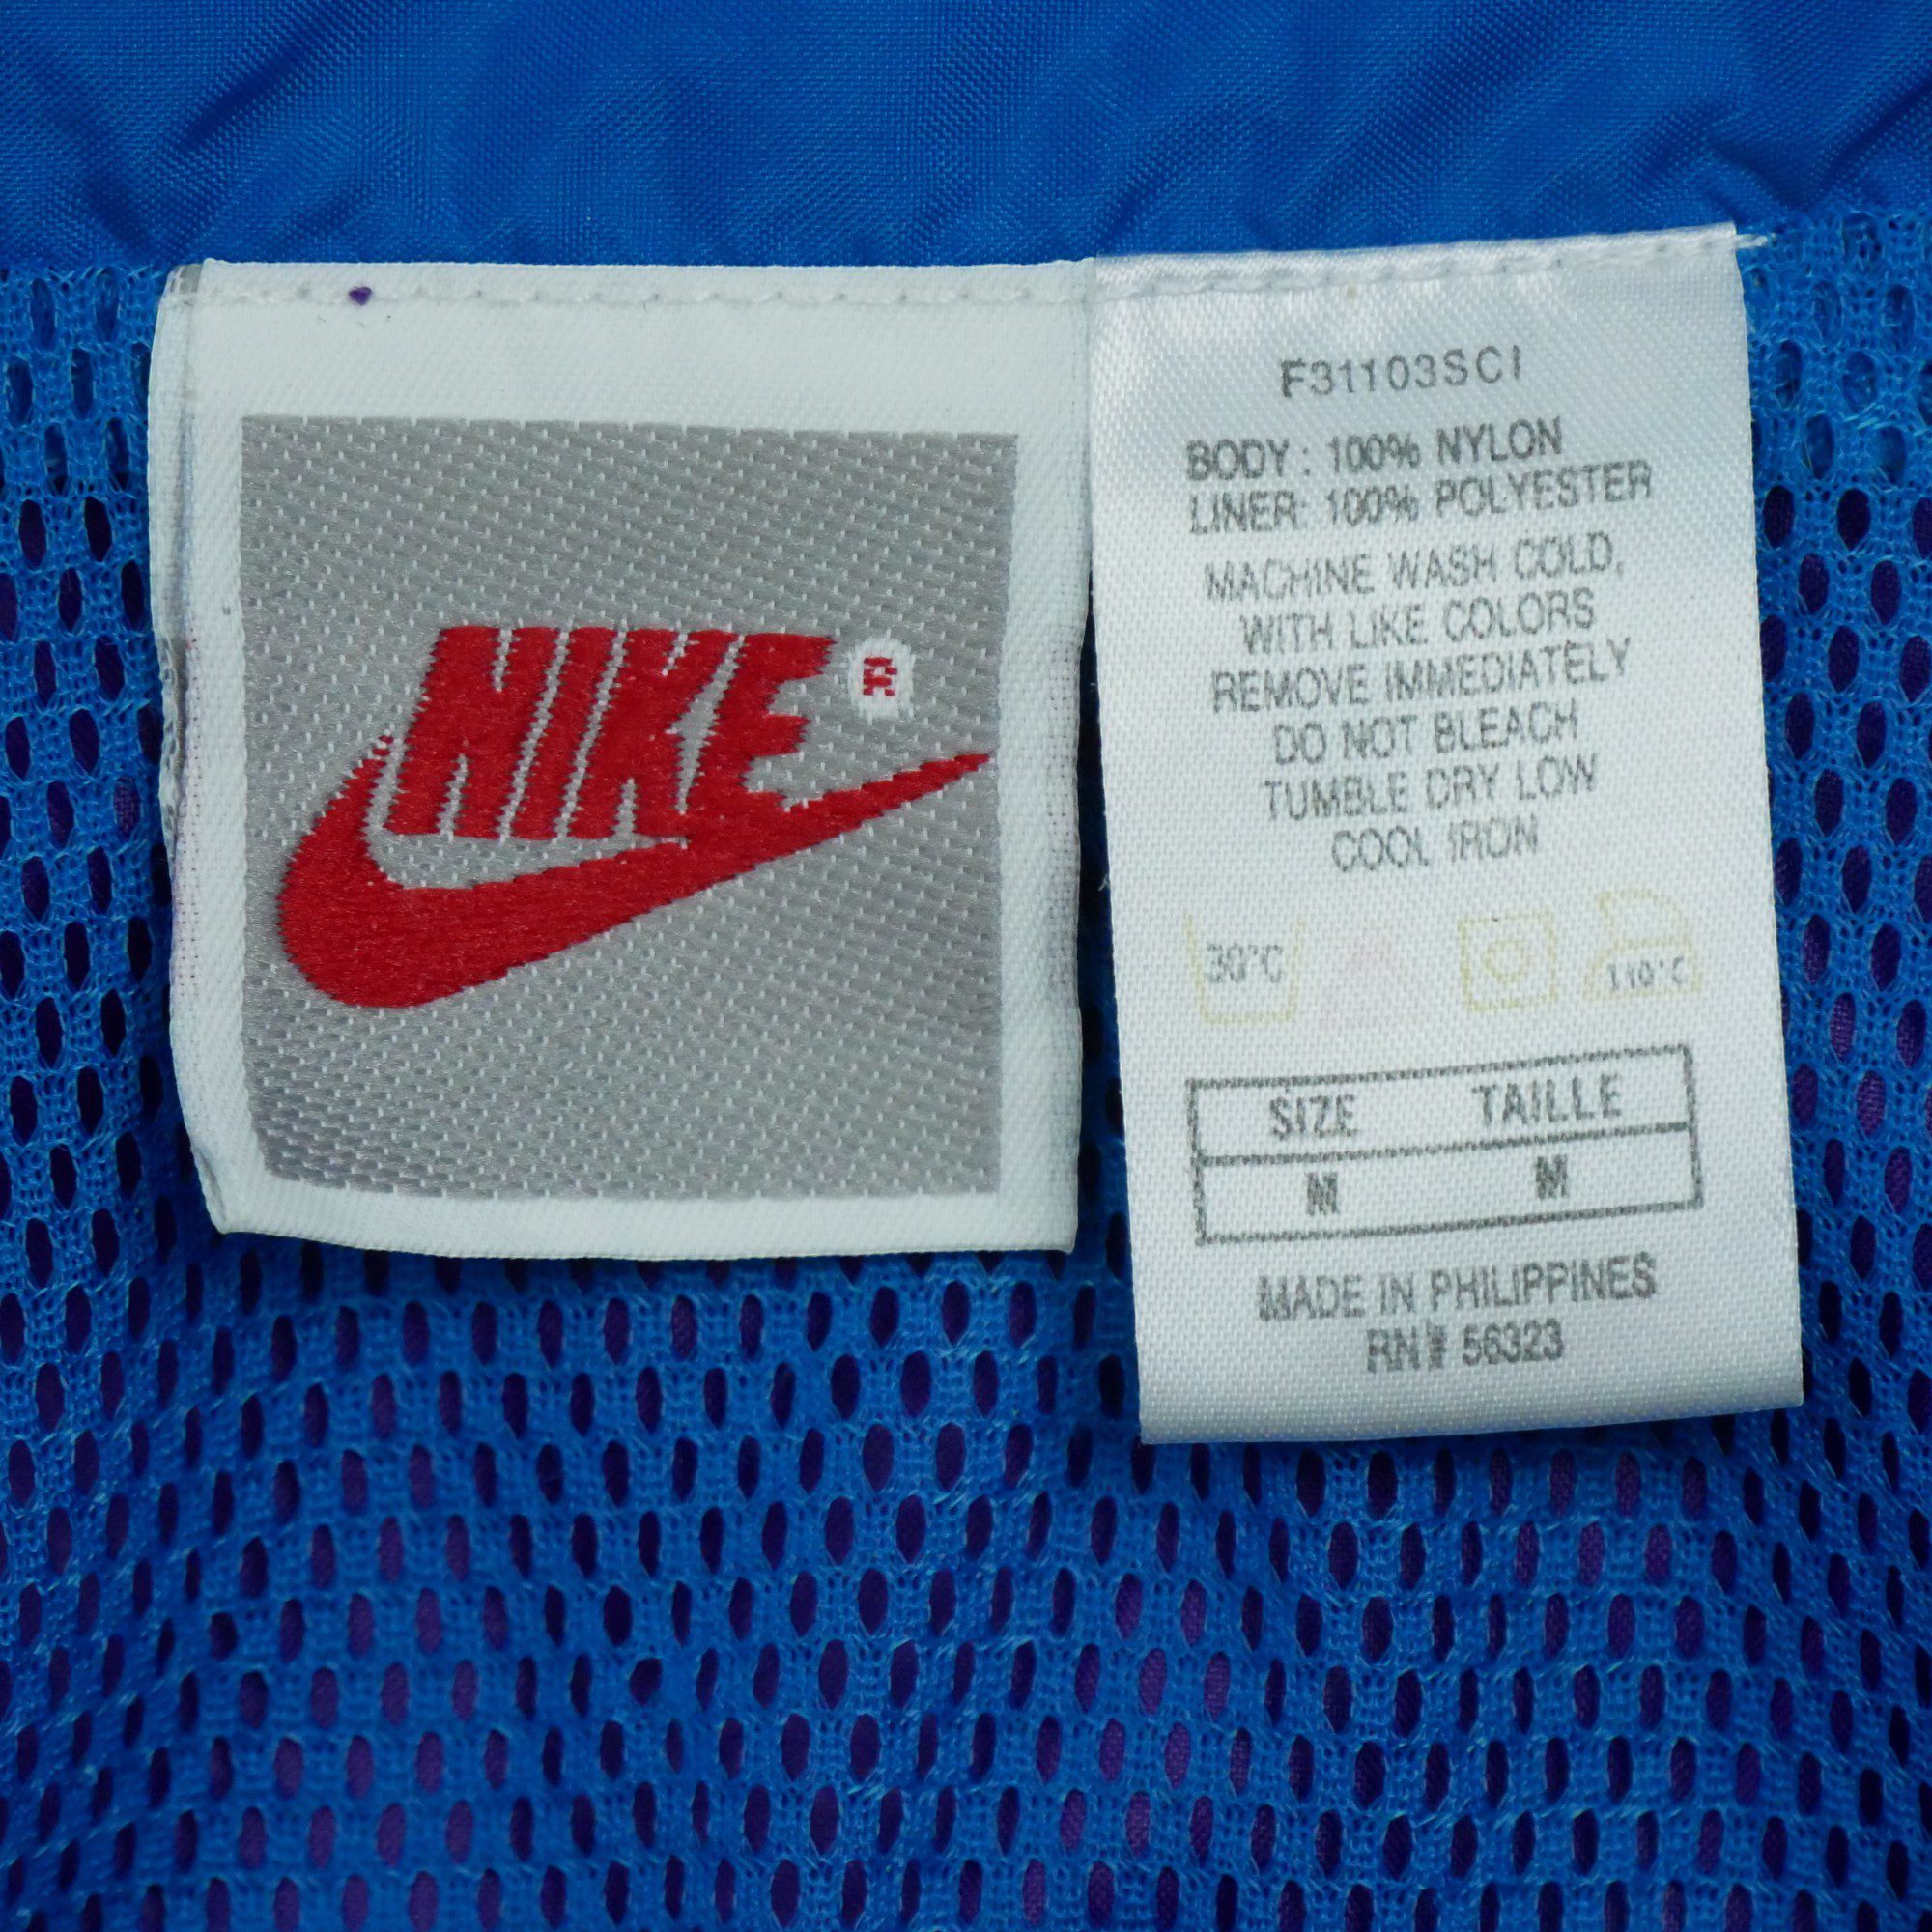 NIKE®
F31103SCI
BODY : 100% NYLON
LINER: 100% POLYESTER
MACHINE WASH COLD,
WITH LIKE COLORS
REMOVE IMMEDIATELY
DO NOT BLEACH
TUMBLE DRY LOW
COOL IRON
30°C 110°C
SIZE TAILLE
M M
MADE IN PHILIPPINES
RN# 56323